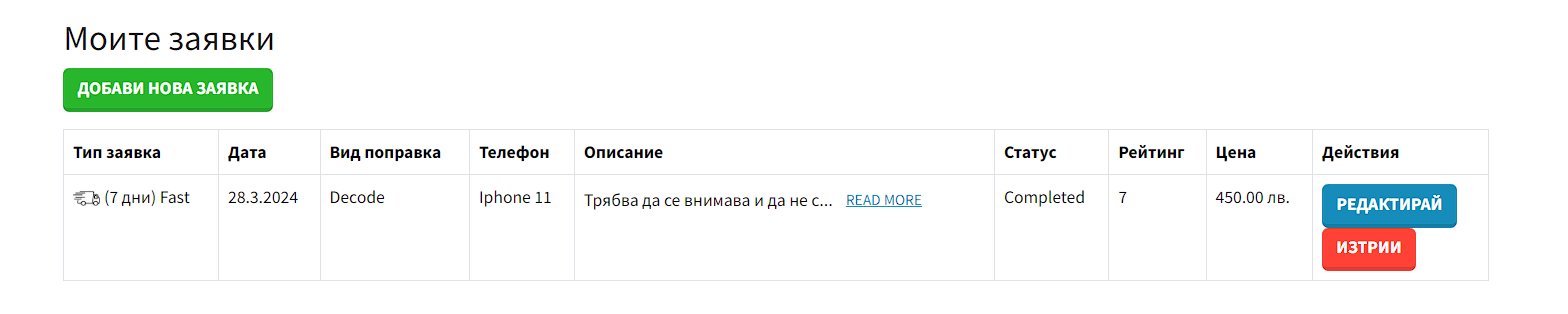 Моите заявки
ДОБАВИ НОВА ЗАЯВКА
Тип заявка Дата Вид поправка Телефон Описание Статус Рейтинг Цена Действия
(7 дни) Fast 28.3.2024 Decode Iphone 11 Трябва да се внимава и да не с... READ MORE Completed 7 450.00 лв. РЕДАКТИРАЙ
ИЗТРИИ